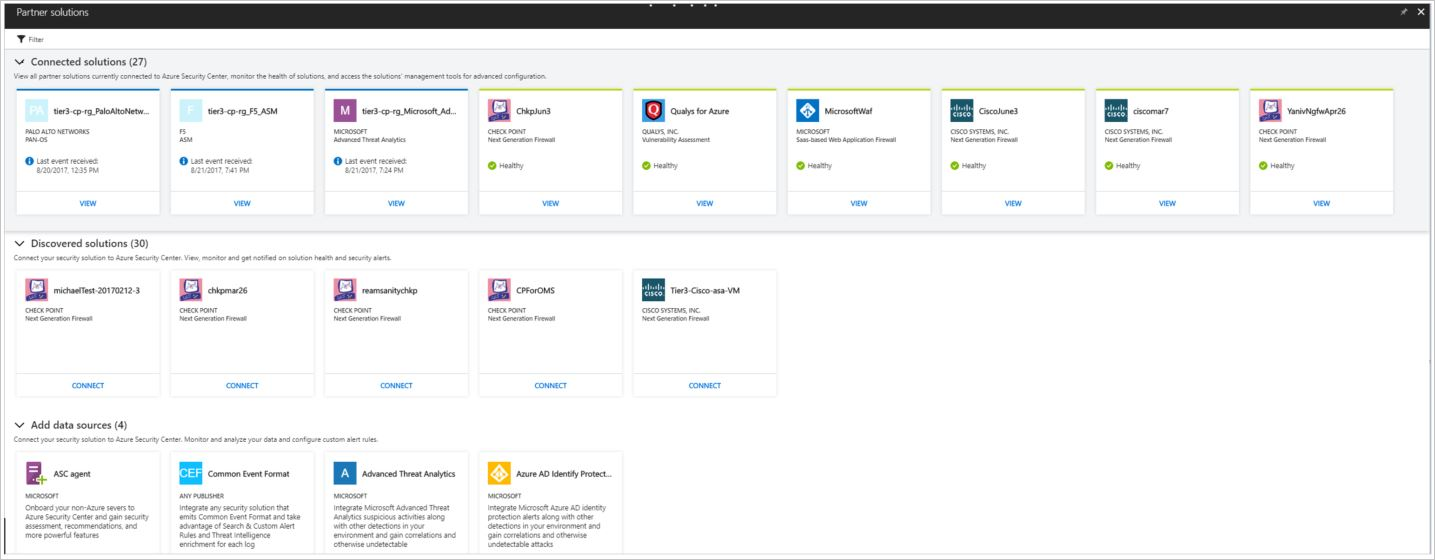 Partner solutions
Filter
Connected solutions (27)
View all partner solutions currently connected to Azure Security Center, monitor the health of solutions, and access the solutions' management tools for advanced configuration.
PA
tier3-cp-rg_PaloAltoNetw...
PALO ALTO NETWORKS
PAN-OS
Last event received:
8/20/2017, 12:35 PM
VIEW
F
tier3-cp-rg_F5_ASM
F5
ASM
Last event received:
8/21/2017, 7:41 PM
VIEW
M
tier3-cp-rg_Microsoft_Ad...
MICROSOFT
Advanced Threat Analytics
Last event received:
8/21/2017, 7:24 PM
VIEW
ChkpJun3
CHECK POINT
Next Generation Firewall
Healthy
VIEW
Qualys for Azure
QUALYS, INC.
Vulnerability Assessment
Healthy
VIEW
MicrosoftWaf
MICROSOFT
Saas-based Web Application Firewall
Healthy
VIEW
CISCO
CiscoJune3
CISCO SYSTEMS, INC.
Next Generation Firewall
Healthy
VIEW
CISCO
ciscomar7
CISCO SYSTEMS, INC.
Next Generation Firewall
Healthy
VIEW
YanivNgfwApr26
CHECK POINT
Next Generation Firewall
Healthy
VIEW
Discovered solutions (30)
Connect your security solution to Azure Security Center. View, monitor and get notified on solution health and security alerts.
michaelTest-20170212-3
CHECK POINT
Next Generation Firewall
CONNECT
chkpmar26
CHECK POINT
Next Generation Firewall
CONNECT
reamsanitychkp
CHECK POINT
Next Generation Firewall
CONNECT
CPForOMS
CHECK POINT
Next Generation Firewall
CONNECT
CISCO
Tier3-Cisco-asa-VM
CISCO SYSTEMS, INC.
Next Generation Firewall
CONNECT
Add data sources (4)
Connect your security solution to Azure Security Center. Monitor and analyze your data and configure custom alert rules.
ASC agent
MICROSOFT
Onboard your non-Azure severs to
Azure Security Center and gain security
assessment, recommendations, and
more powerful features
CEF
Common Event Format
ANY PUBLISHER
Integrate any security solution that
emits Common Event Format and take
advantage of Search & Custom Alert
Rules and Threat Intelligence
enrichment for each log
A
Advanced Threat Analytics
MICROSOFT
Integrate Microsoft Advanced Threat
Analytics suspicious activities along
with other detections in your
environment and gain correlations and
otherwise undetectable
Azure AD Identify Protect...
MICROSOFT
Integrate Microsoft Azure AD identity
protection alerts along with other
detections in your environment and
gain correlations and otherwise
undetectable attacks